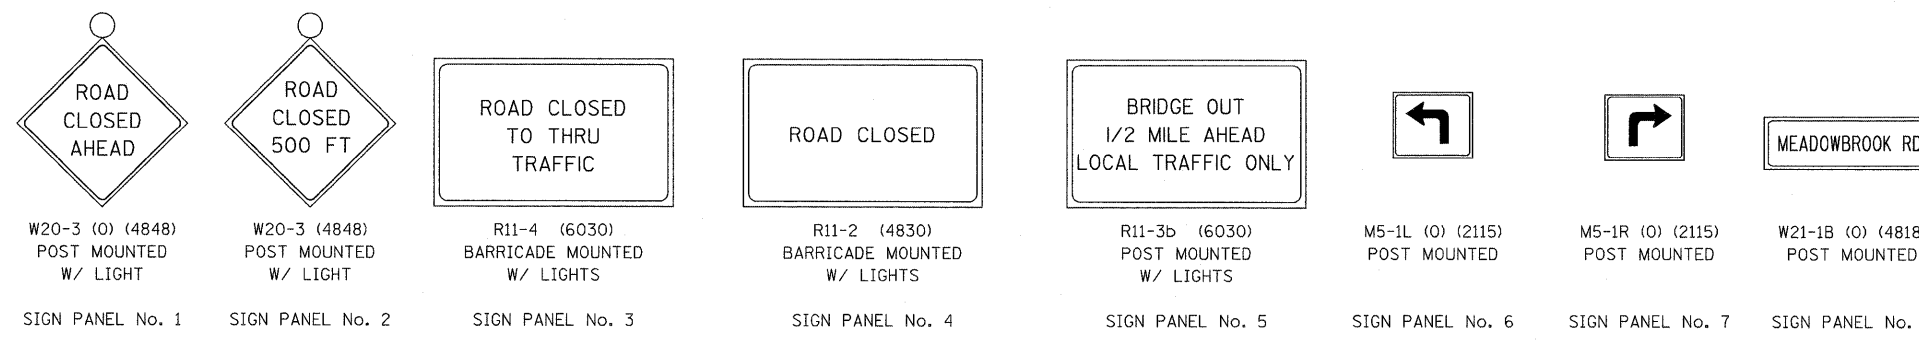 ROAD
CLOSED
AHEAD
W20-3 (O) (4848)
POST MOUNTED
W/ LIGHT
SIGN PANEL No. 1
ROAD
CLOSED
500 FT
W20-3 (4848)
POST MOUNTED
W/ LIGHT
SIGN PANEL No. 2
ROAD CLOSED
TO THRU
TRAFFIC
R11-4 (6030)
BARRICADE MOUNTED
W/ LIGHTS
SIGN PANEL No. 3
ROAD CLOSED
R11-2 (4830)
BARRICADE MOUNTED
W/ LIGHTS
SIGN PANEL No. 4
BRIDGE OUT
1/2 MILE AHEAD
LOCAL TRAFFIC ONLY
R11-3b (6030)
POST MOUNTED
W/ LIGHTS
SIGN PANEL No. 5
M5-1L (O) (2115)
POST MOUNTED
SIGN PANEL No. 6
M5-1R (O) (2115)
POST MOUNTED
SIGN PANEL No. 7
MEADOWBROOK RD
W21-1B (O) (4818
POST MOUNTED
SIGN PANEL No.